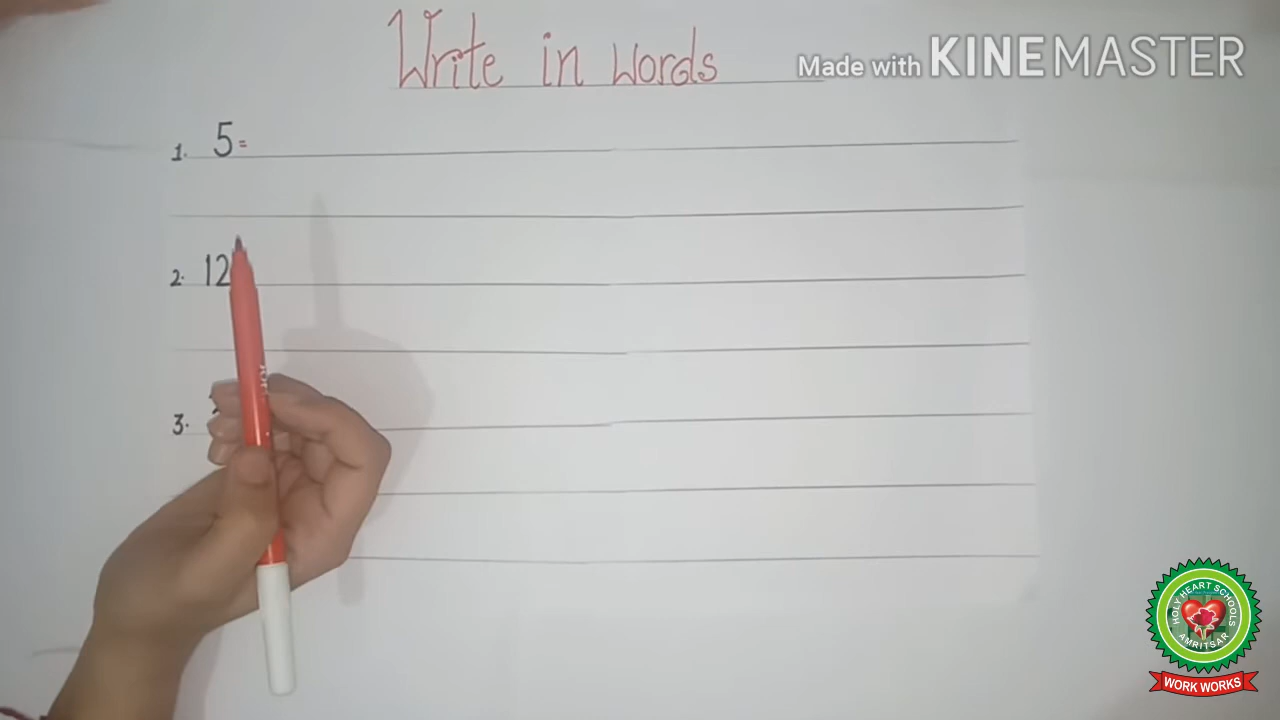 Write in words
Made with KINEMASTER
1. 5=
2. 12
3.
HOLY HEART SCHOOLS
AMRITSAR
WORK WORKS